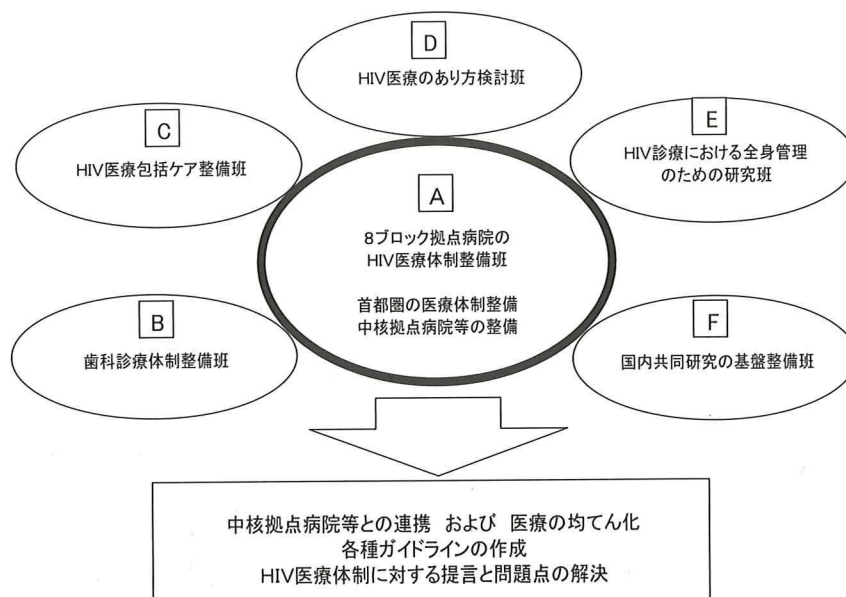 D
HIV医療のあり方検討班
C
HIV医療包括ケア整備班
E
HIV診療における全身管理
のための研究班
A
8ブロック拠点病院の
HIV医療体制整備班
首都圏の医療体制整備
中核拠点病院等の整備
B
歯科診療体制整備班
F
国内共同研究の基盤整備班
中核拠点病院等との連携 および 医療の均てん化
各種ガイドラインの作成
HIV医療体制に対する提言と問題点の解決